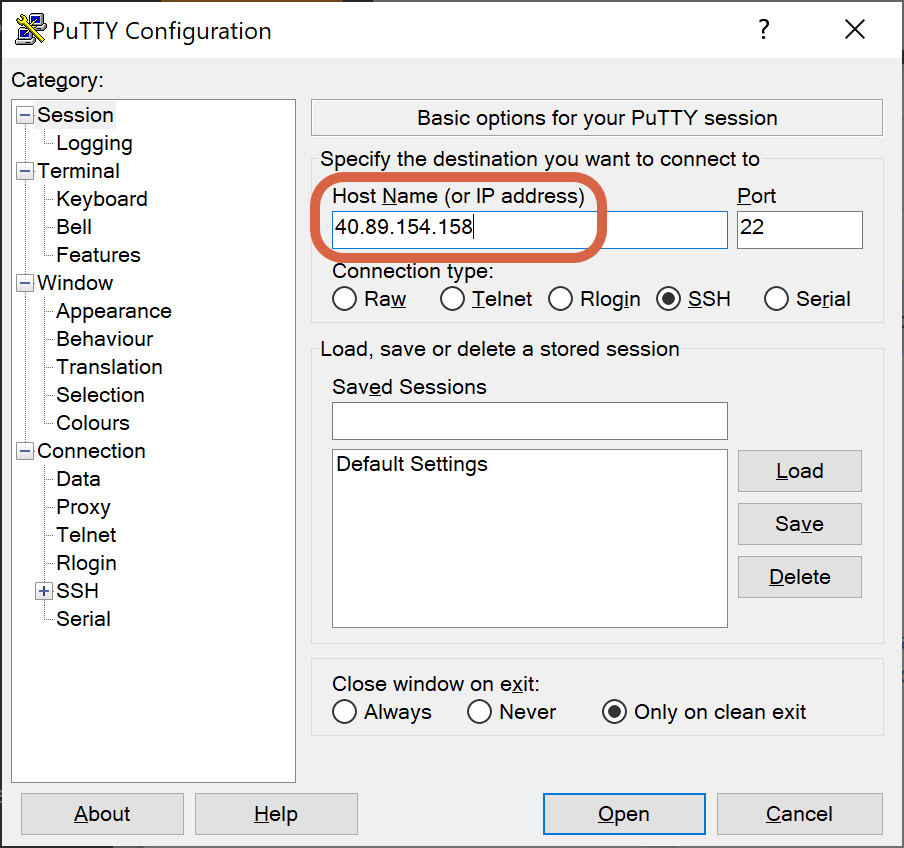 PuTTY Configuration
?
Category:
Session
Logging
Terminal
Keyboard
Bell
Features
Window
Appearance
Behaviour
Translation
Selection
Colours
Connection
Data
Proxy
Telnet
Rlogin
SSH
Serial
Basic options for your PuTTY session
Specify the destination you want to connect to
Host Name (or IP address) Port
40.89.154.158 22
Connection type:
Raw Telnet Rlogin SSH Serial
Load, save or delete a stored session
Saved Sessions
Default Settings
Load
Save
Delete
Close window on exit:
Always Never Only on clean exit
About Help Open Cancel